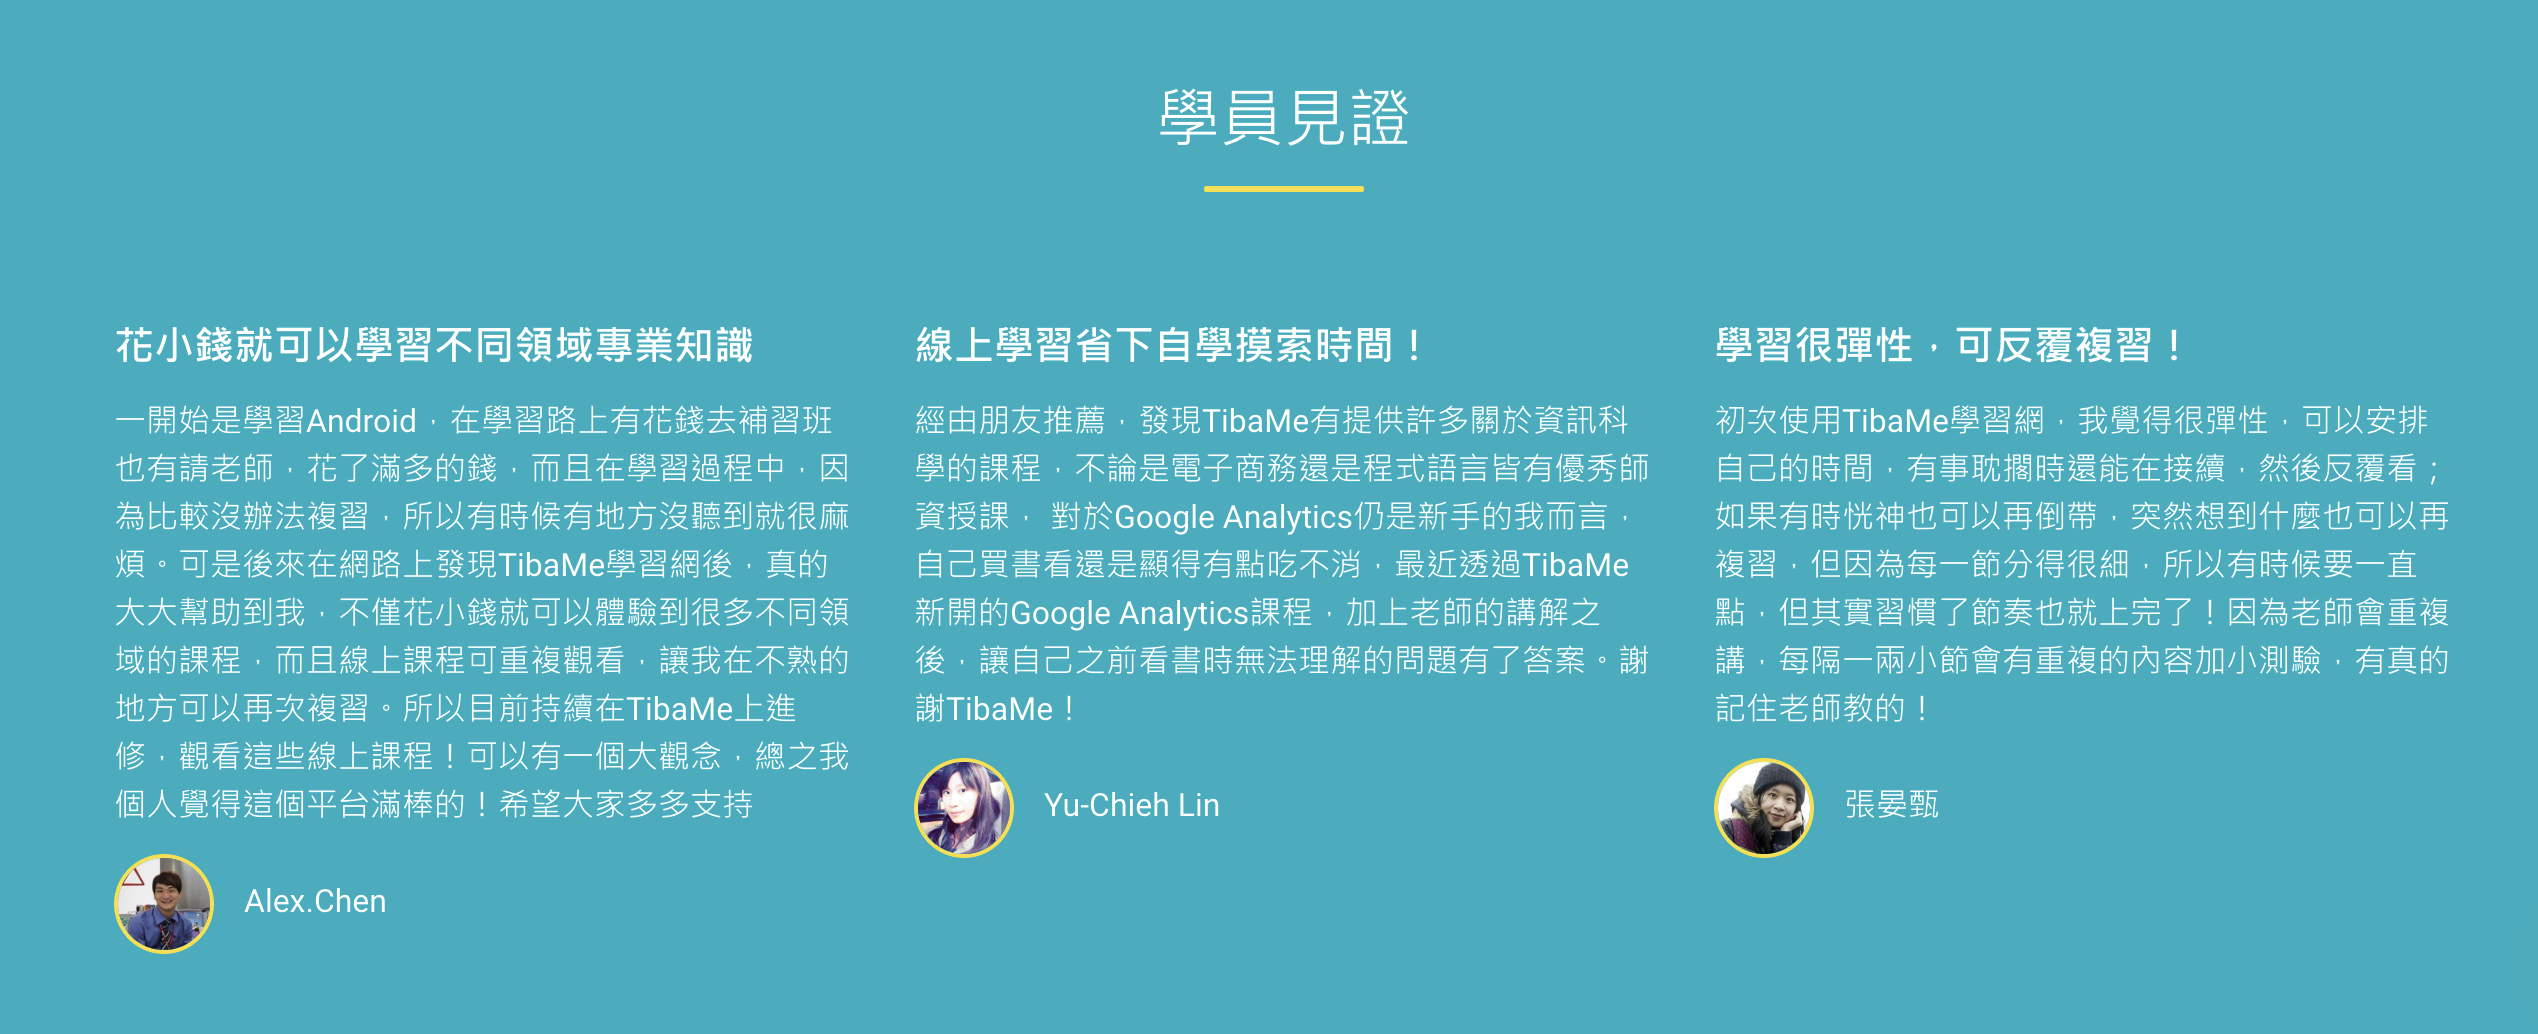 學員見證
花小錢就可以學習不同領域專業知識
一開始是學習Android，在學習路上有花錢去補習班
也有請老師，花了滿多的錢，而且在學習過程中，因
為比較沒辦法複習，所以有時候有地方沒聽到就很麻
煩。可是後來在網路上發現TibaMe學習網後，真的
大大幫助到我，不僅花小錢就可以體驗到很多不同領
域的課程，而且線上課程可重複觀看，讓我在不熟的
地方可以再次複習。所以目前持續在TibaMe上進
修，觀看這些線上課程！可以有一個大觀念，總之我
個人覺得這個平台滿棒的！希望大家多多支持
Alex.Chen
線上學習省下自學摸索時間！
經由朋友推薦，發現TibaMe有提供許多關於資訊科
學的課程，不論是電子商務還是程式語言皆有優秀師
資授課， 對於Google Analytics仍是新手的我而言，
自己買書看還是顯得有點吃不消，最近透過TibaMe
新開的Google Analytics課程，加上老師的講解之
後，讓自己之前看書時無法理解的問題有了答案。謝
謝TibaMe！
Yu-Chieh Lin
學習很彈性，可反覆複習！
初次使用TibaMe學習網，我覺得很彈性，可以安排
自己的時間，有事耽擱時還能在接續，然後反覆看；
如果有時恍神也可以再倒帶，突然想到什麼也可以再
複習，但因為每一節分得很細，所以有時候要一直
點，但其實習慣了節奏也就上完了！因為老師會重複
講，每隔一兩小節會有重複的內容加小測驗，有真的
記住老師教的！
張晏甄